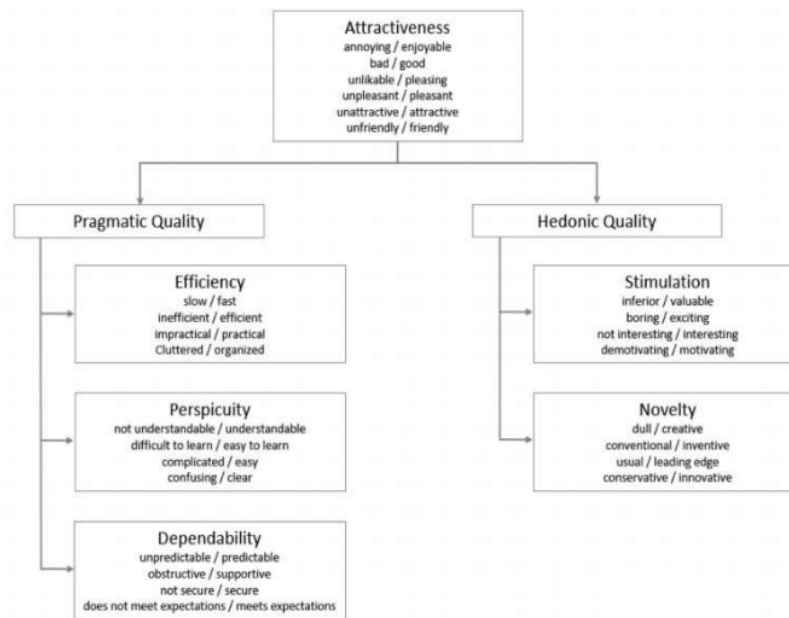 Attractiveness
annoying / enjoyable
bad / good
unlikable / pleasing
unpleasant / pleasant
unattractive / attractive
unfriendly / friendly
Pragmatic Quality
Efficiency
slow / fast
inefficient / efficient
impractical / practical
Cluttered / organized
Perspicuity
not understandable / understandable
difficult to learn / easy to learn
complicated / easy
confusing / clear
Dependability
unpredictable / predictable
obstructive / supportive
not secure / secure
does not meet expectations / meets expectations
Hedonic Quality
Stimulation
inferior / valuable
boring / exciting
not interesting / interesting
demotivating / motivating
Novelty
dull / creative
conventional / inventive
usual / leading edge
conservative / innovative